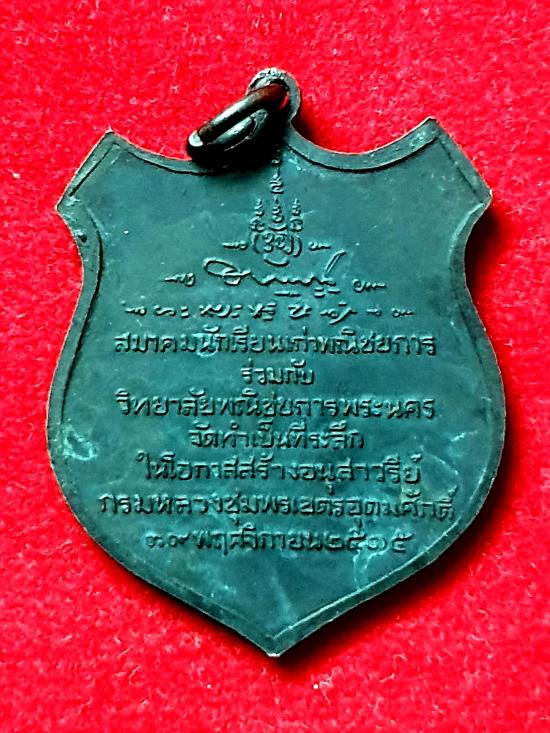 สมาคมนักเรียนเก่าพณิชยการ
ร่วมกับ
วิทยาลัยพณิชยการพระนคร
จัดทำเป็นที่ระลึก
ในโอกาสสร้างอนุสาวรีย์
กรมหลวงชุมพรเขตรอุดมศักดิ์
๓๐ พฤศจิกายน ๒๕๑๕